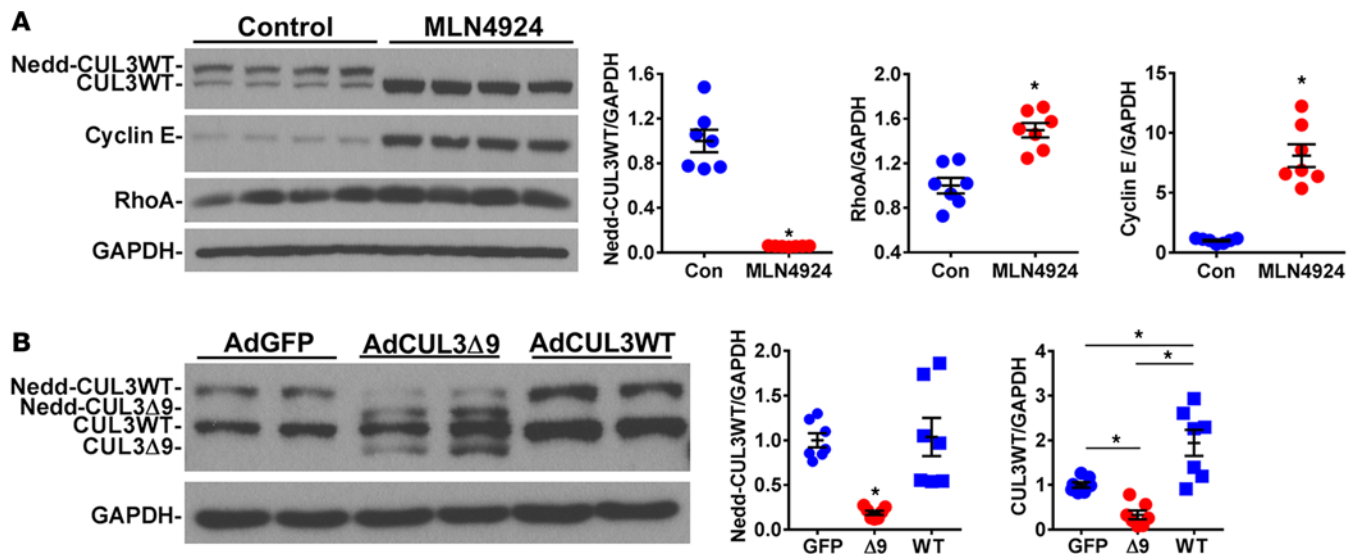 A
Control
MLN4924
Nedd-CUL3WT-
CUL3WT-
Cyclin E-
RhoA-
GAPDH-
Nedd-CUL3WT/GAPDH
1.6
1.2
0.8
0.4
0.0
*
Con
MLN4924
RhoA/GAPDH
2.0
1.6
1.2
0.8
0.4
*
Con
MLN4924
Cyclin E /GAPDH
15
10
5
0
*
Con
MLN4924
B
AdGFP
AdCUL3Δ9
AdCUL3WT
Nedd-CUL3WT-
Nedd-CUL3Δ9-
CUL3WT-
CUL3Δ9-
GAPDH-
Nedd-CUL3WT/GAPDH
2.0
1.5
1.0
0.5
0.0
*
GFP
Δ9
WT
CUL3WT/GAPDH
4
3
2
1
0
*
*
*
GFP
Δ9
WT